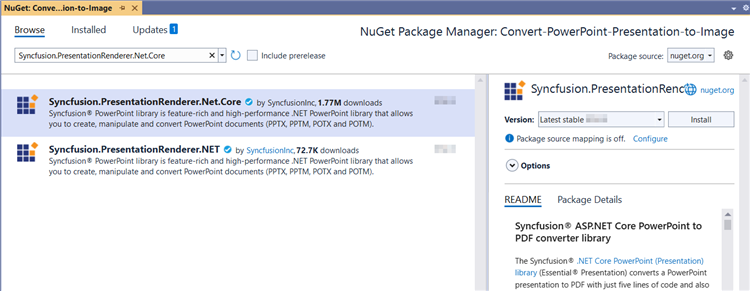 NuGet: Conve...ion-to-Image
Browse Installed Updates 1
NuGet Package Manager: Convert-PowerPoint-Presentation-to-Image
Syncfusion.PresentationRenderer.Net.Core
Include prerelease
Package source: nuget.org
Syncfusion.PresentationRenderer.Net.Core by SyncfusionInc, 1.77M downloads
Syncfusion® PowerPoint library is feature-rich and high-performance .NET PowerPoint library that allows
you to create, manipulate and convert PowerPoint documents (PPTX, PPTM, POTX and POTM).
Syncfusion.PresentationRenderer.NET by SyncfusionInc, 72.7K downloads
Syncfusion® PowerPoint library is feature-rich and high-performance .NET PowerPoint library that allows
you to create, manipulate and convert PowerPoint documents (PPTX, PPTM, POTX and POTM).
Syncfusion.PresentationRenc
nuget.org
Version: Latest stable
Install
Package source mapping is off. Configure
Options
README Package Details
Syncfusion® ASP.NET Core PowerPoint to
PDF converter library
The Syncfusion® .NET Core PowerPoint (Presentation)
library (Essential® Presentation) converts a PowerPoint
presentation to PDF with just five lines of code and also